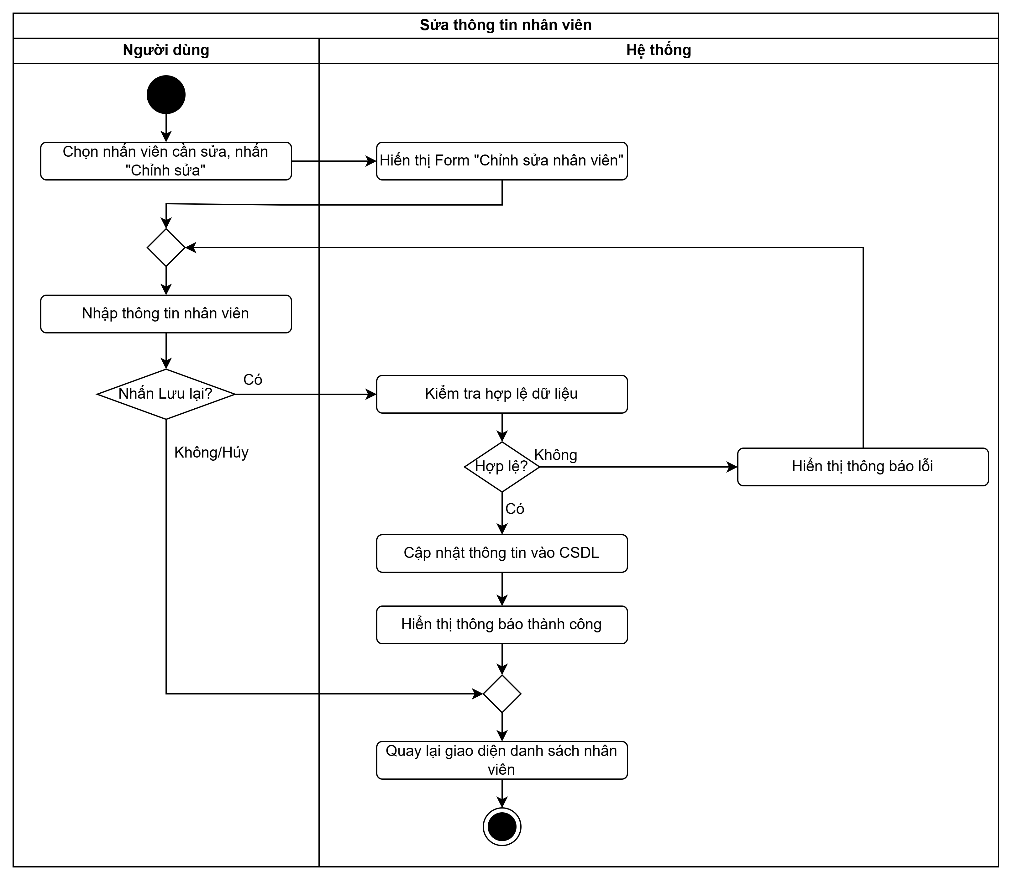 Sửa thông tin nhân viên
Người dùng
Hệ thống
Chọn nhân viên cần sửa, nhấn
"Chỉnh sửa"
Hiển thị Form "Chỉnh sửa nhân viên"
Nhập thông tin nhân viên
Nhấn Lưu lại?
Có
Kiểm tra hợp lệ dữ liệu
Không/Hủy
Hợp lệ?
Không
Hiển thị thông báo lỗi
Có
Cập nhật thông tin vào CSDL
Hiển thị thông báo thành công
Quay lại giao diện danh sách nhân
viên